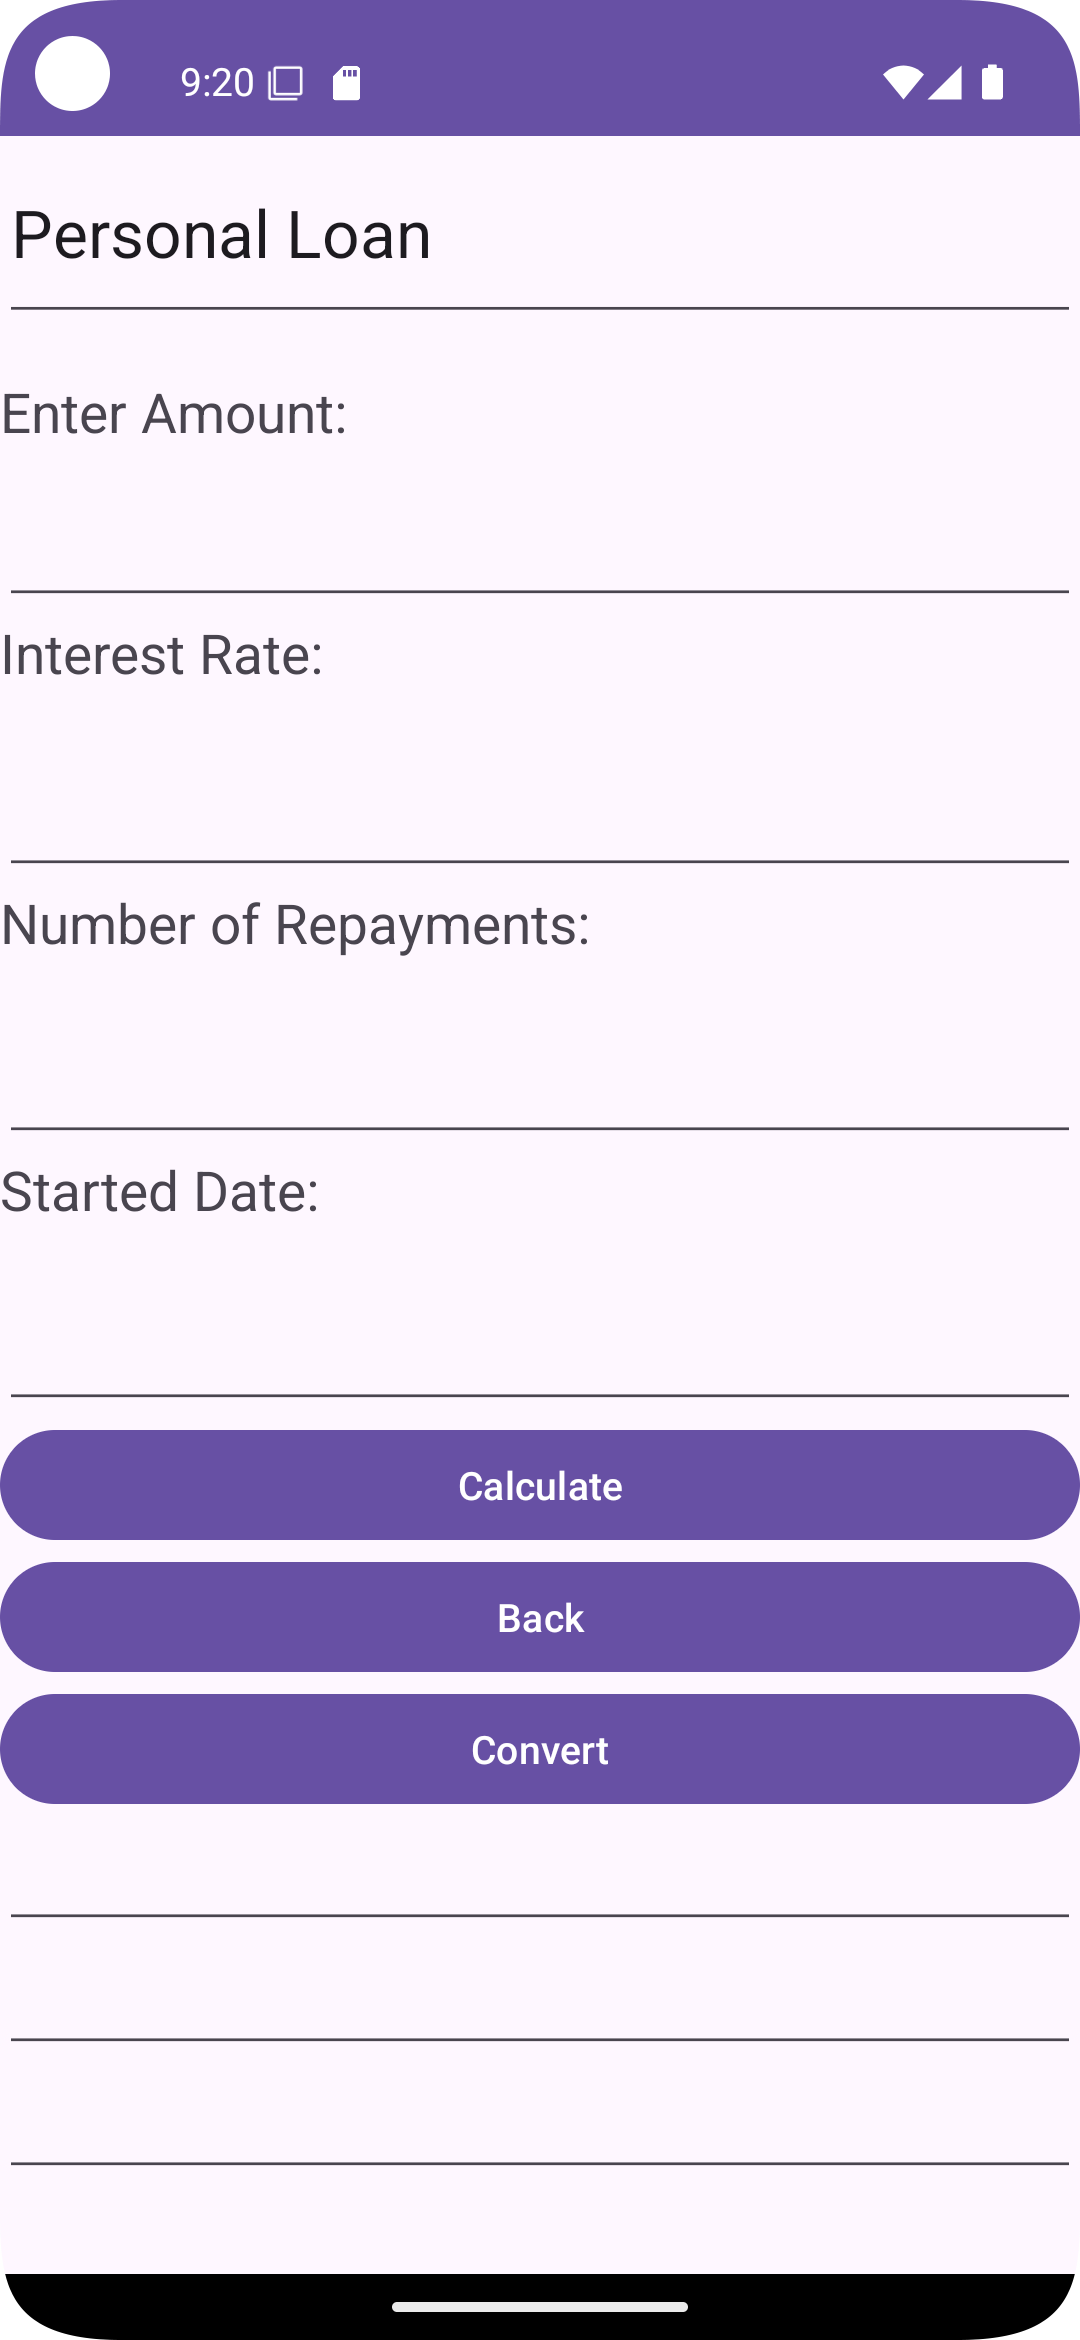 9:20
Personal Loan
Enter Amount:
Interest Rate:
Number of Repayments:
Started Date:
Calculate
Back
Convert